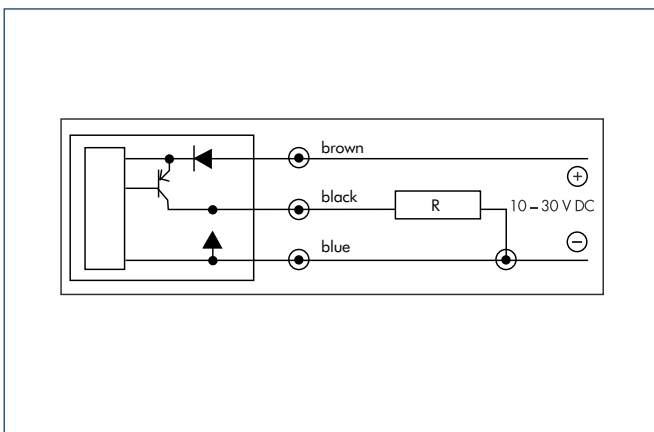 brown
+
black
R
10 – 30 V DC
blue
–